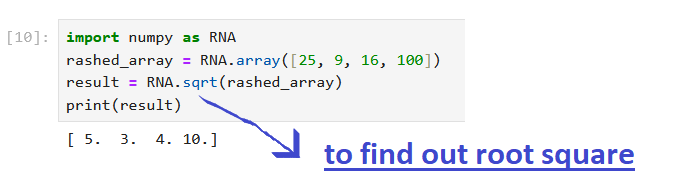 [10]: import numpy as RNA
rashed_array = RNA.array([25, 9, 16, 100])
result = RNA.sqrt(rashed_array)
print(result)
[ 5.  3.  4. 10.]
to find out root square